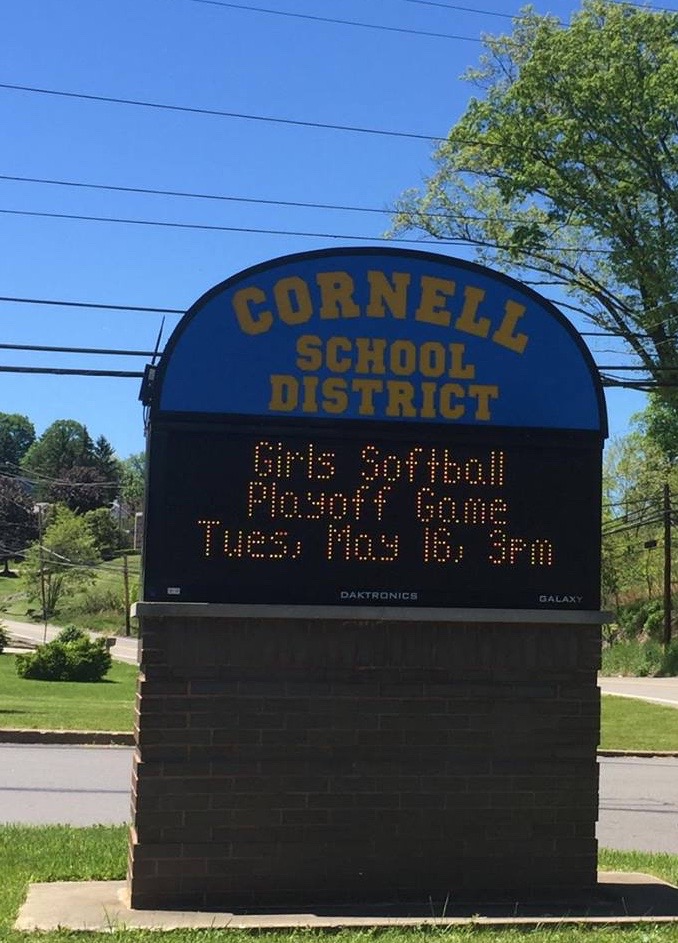 CORNELL
SCHOOL
DISTRICT
Girls Softball
Playoff Game
Tues, May 16, 3pm
DAKTRONICS
GALAXY